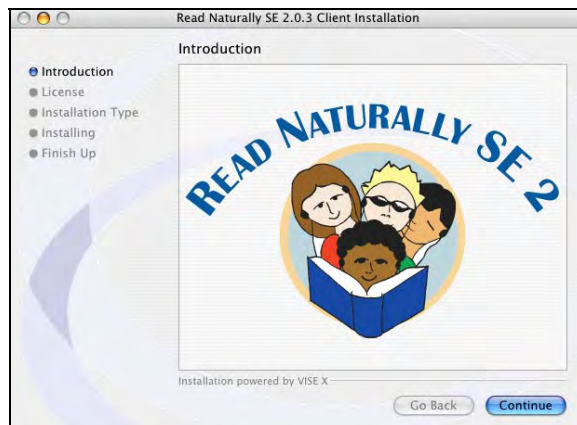 Read Naturally SE 2.0.3 Client Installation
Introduction
Introduction
License
Installation Type
Installing
Finish Up
READ NATURALLY SE 2
Installation powered by VISE X
Go Back
Continue